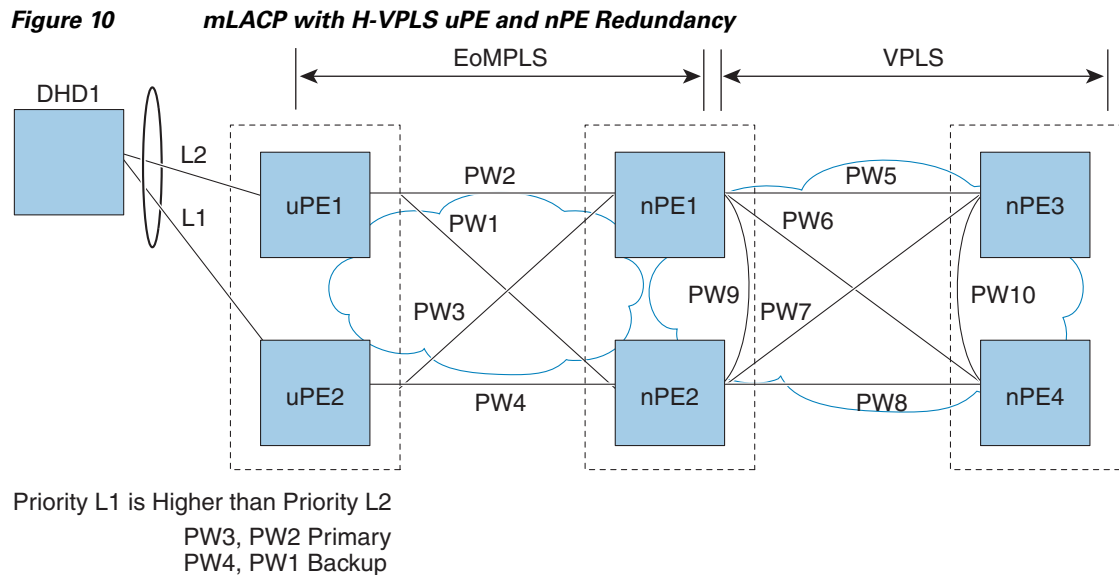 Figure 10 mLACP with H-VPLS uPE and nPE Redundancy
EoMPLS VPLS
DHD1
L2
L1
uPE1 PW2 nPE1 PW5 nPE3
PW1 PW6
PW3 PW9 PW7 PW10
uPE2 PW4 nPE2 PW8 nPE4
Priority L1 is Higher than Priority L2
PW3, PW2 Primary
PW4, PW1 Backup